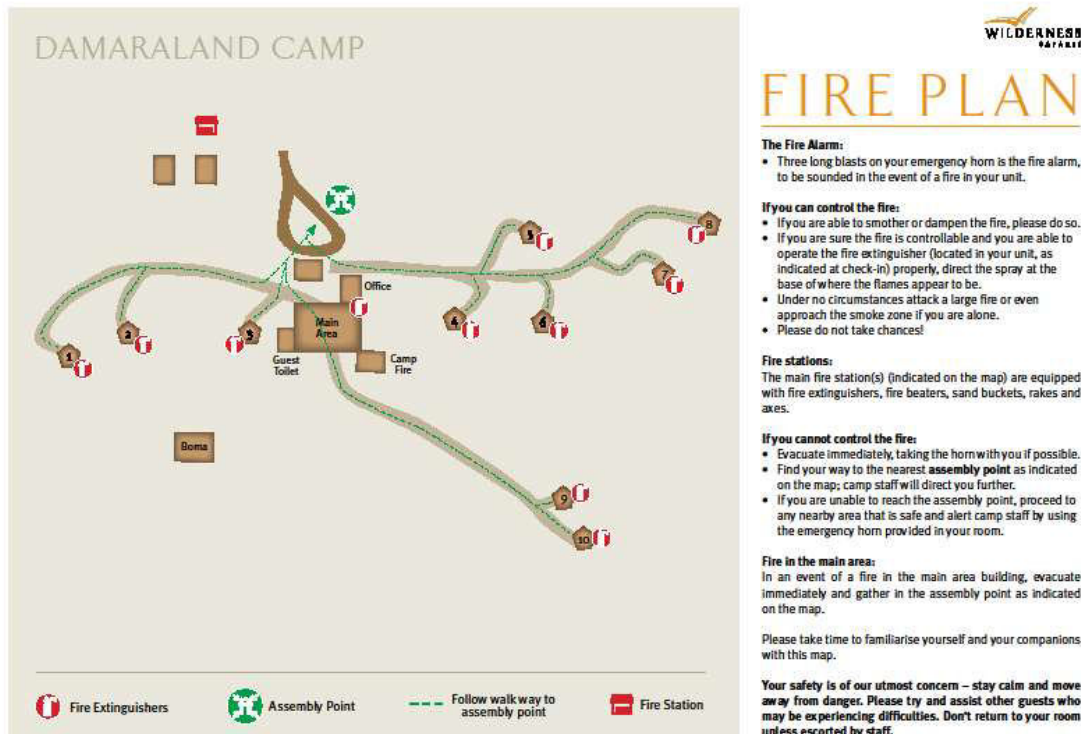 DAMARALAND CAMP
WILDERNESS
SAFARIS
FIRE PLAN
The Fire Alarm:
• Three long blasts on your emergency horn is the fire alarm,
to be sounded in the event of a fire in your unit.
If you can control the fire:
• If you are able to smother or dampen the fire, please do so.
• If you are sure the fire is controllable and you are able to
operate the fire extinguisher (located in your unit, as
indicated at check-in) properly, direct the spray at the
base of where the flames appear to be.
• Under no circumstances attack a large fire or even
approach the smoke zone if you are alone.
• Please do not take chances!
Fire stations:
The main fire station(s) (indicated on the map) are equipped
with fire extinguishers, fire beaters, sand buckets, rakes and
axes.
If you cannot control the fire:
• Evacuate immediately, taking the horn with you if possible.
• Find your way to the nearest assembly point as indicated
on the map; camp staff will direct you further.
• If you are unable to reach the assembly point, proceed to
any nearby area that is safe and alert camp staff by using
the emergency horn provided in your room.
Fire in the main area:
In an event of a fire in the main area building, evacuate
immediately and gather in the assembly point as indicated
on the map.
Please take time to familiarise yourself and your companions
with this map.
Your safety is of our utmost concern – stay calm and move
away from danger. Please try and assist other guests who
may be experiencing difficulties. Don't return to your room
unless escorted by staff.
8
5
7
Office
1
2
3
Main
Area
4
6
Guest
Toilet
Camp
Fire
Boma
9
10
Fire Extinguishers
Assembly Point
Follow walk way to
assembly point
Fire Station